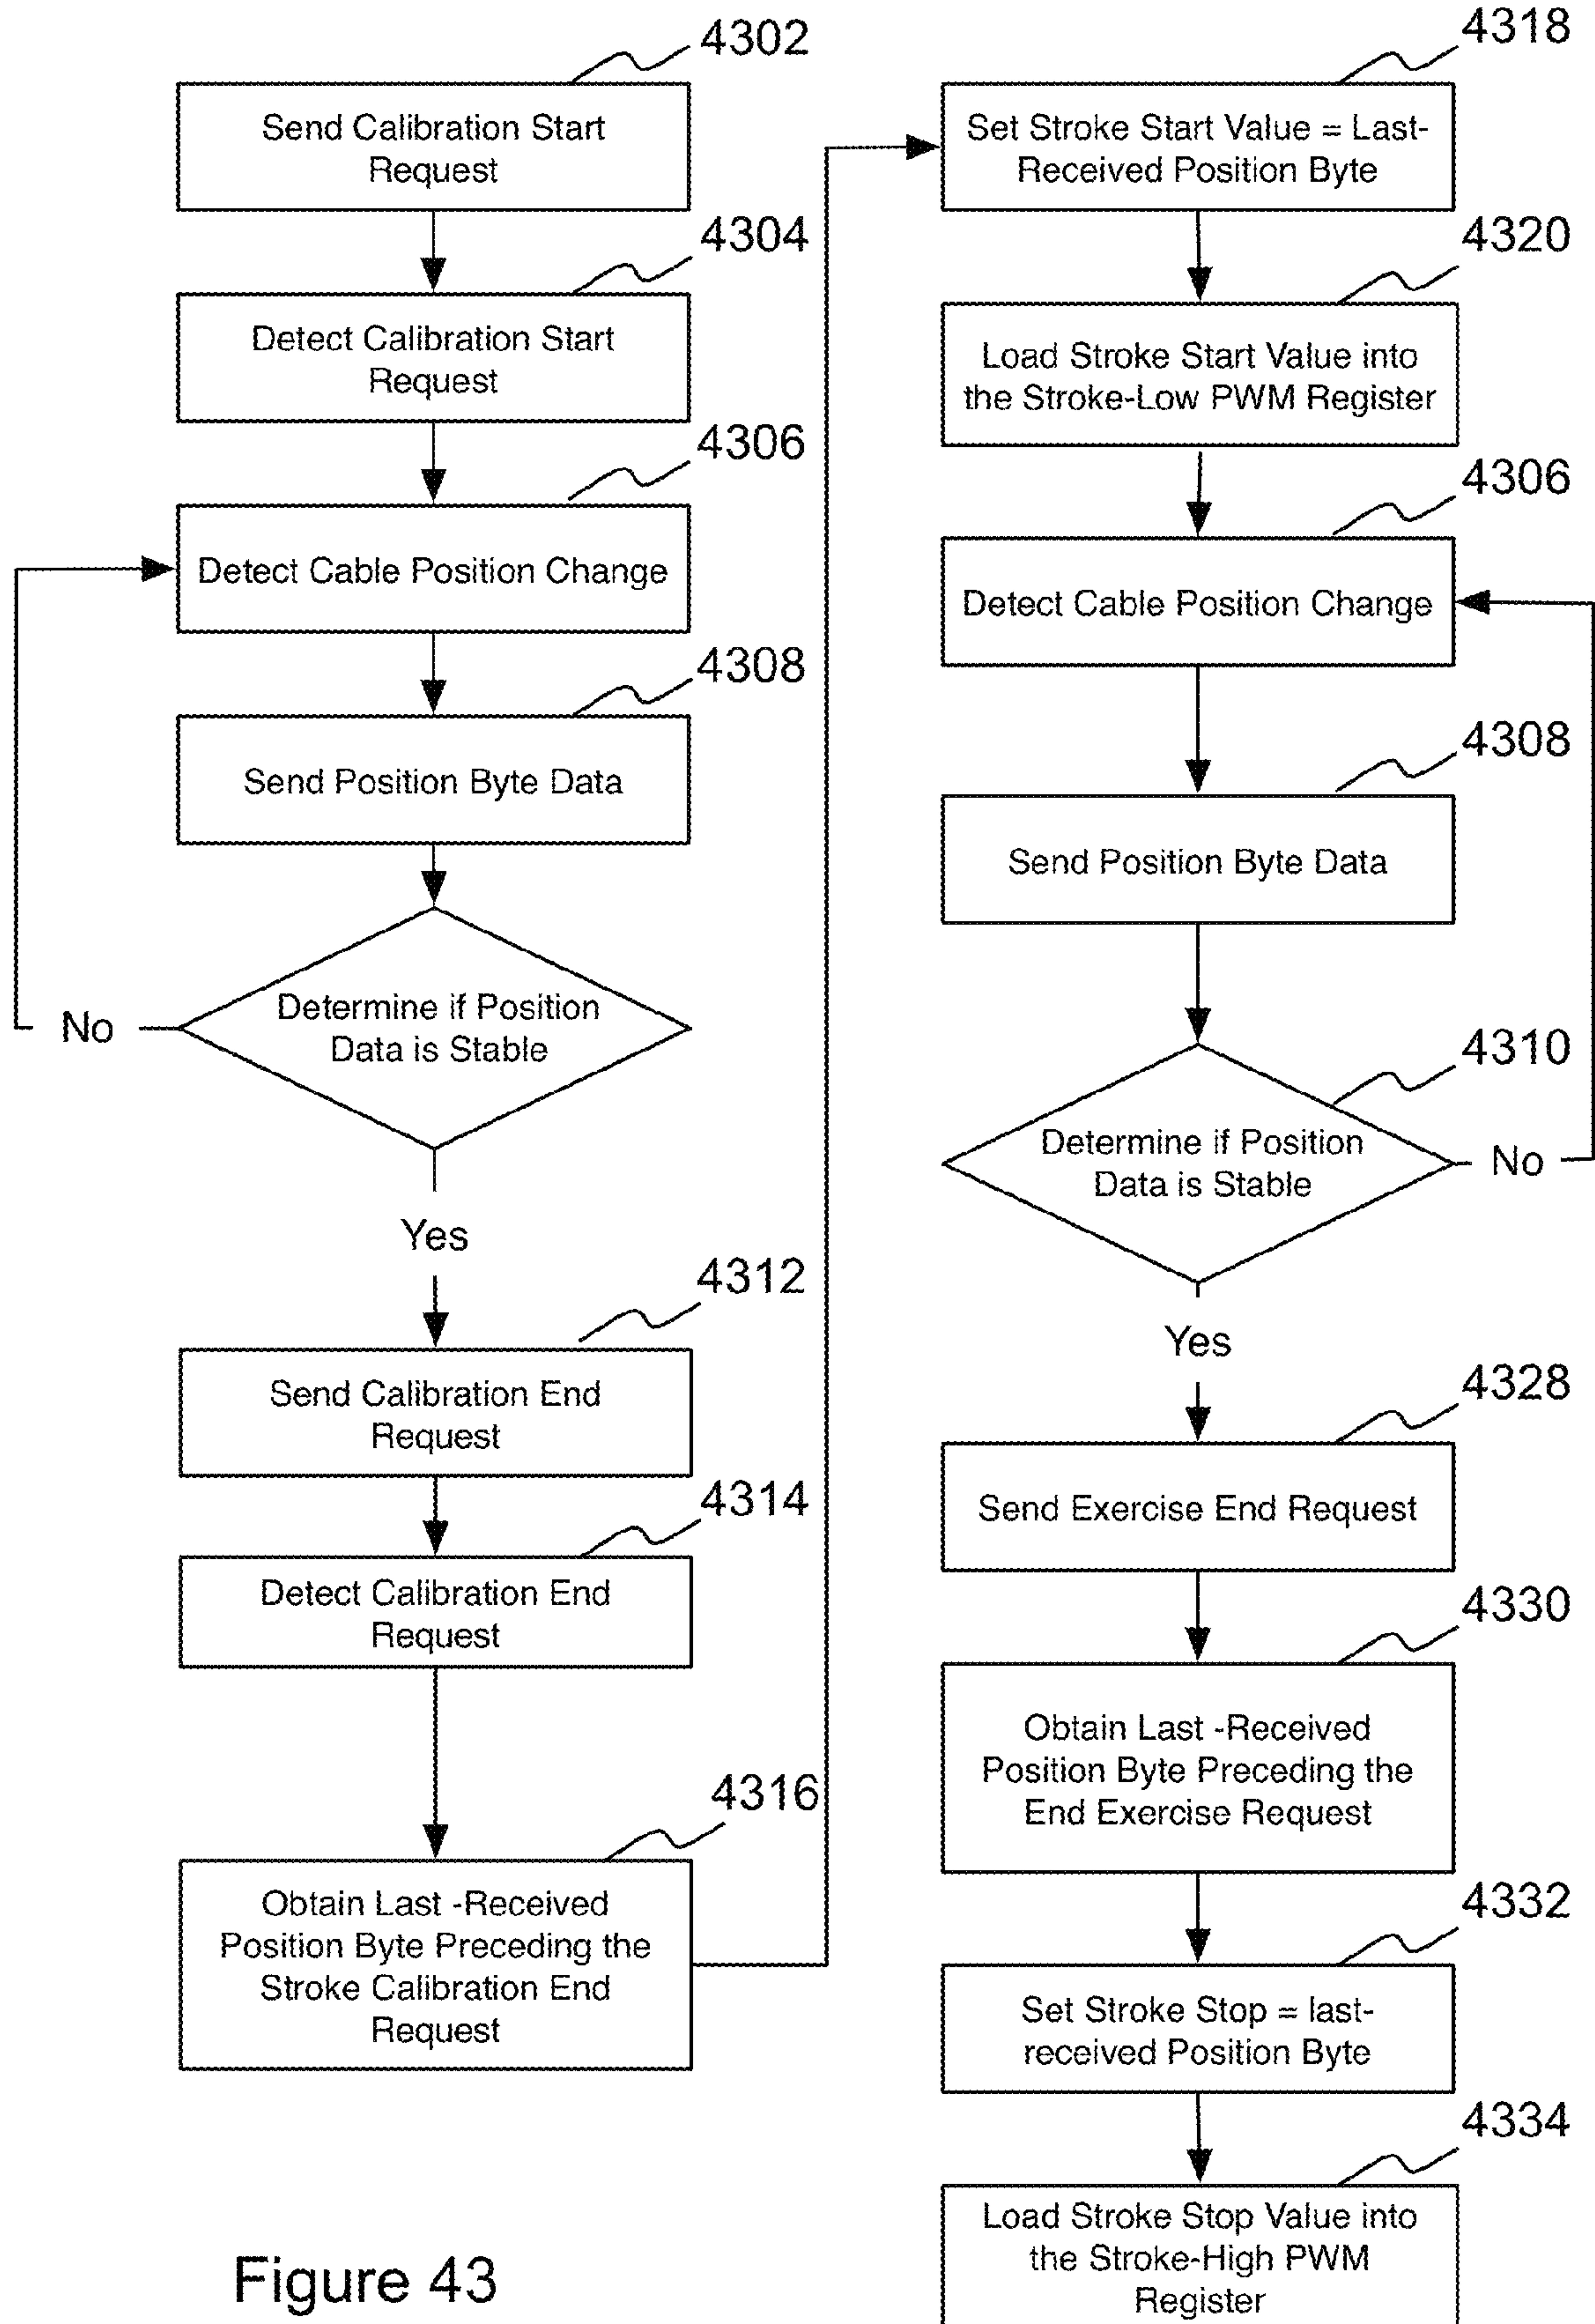 4302
Send Calibration Start
Request
4304
Detect Calibration Start
Request
4306
Detect Cable Position Change
4308
Send Position Byte Data
Determine if Position
Data is Stable
No
Yes
4312
Send Calibration End
Request
4314
Detect Calibration End
Request
4316
Obtain Last -Received
Position Byte Preceding the
Stroke Calibration End
Request
4318
Set Stroke Start Value = Last-
Received Position Byte
4320
Load Stroke Start Value into
the Stroke-Low PWM Register
4306
Detect Cable Position Change
4308
Send Position Byte Data
4310
Determine if Position
Data is Stable
No
Yes
4328
Send Exercise End Request
4330
Obtain Last -Received
Position Byte Preceding the
End Exercise Request
4332
Set Stroke Stop = last-
received Position Byte
4334
Load Stroke Stop Value into
the Stroke-High PWM
Register
Figure 43